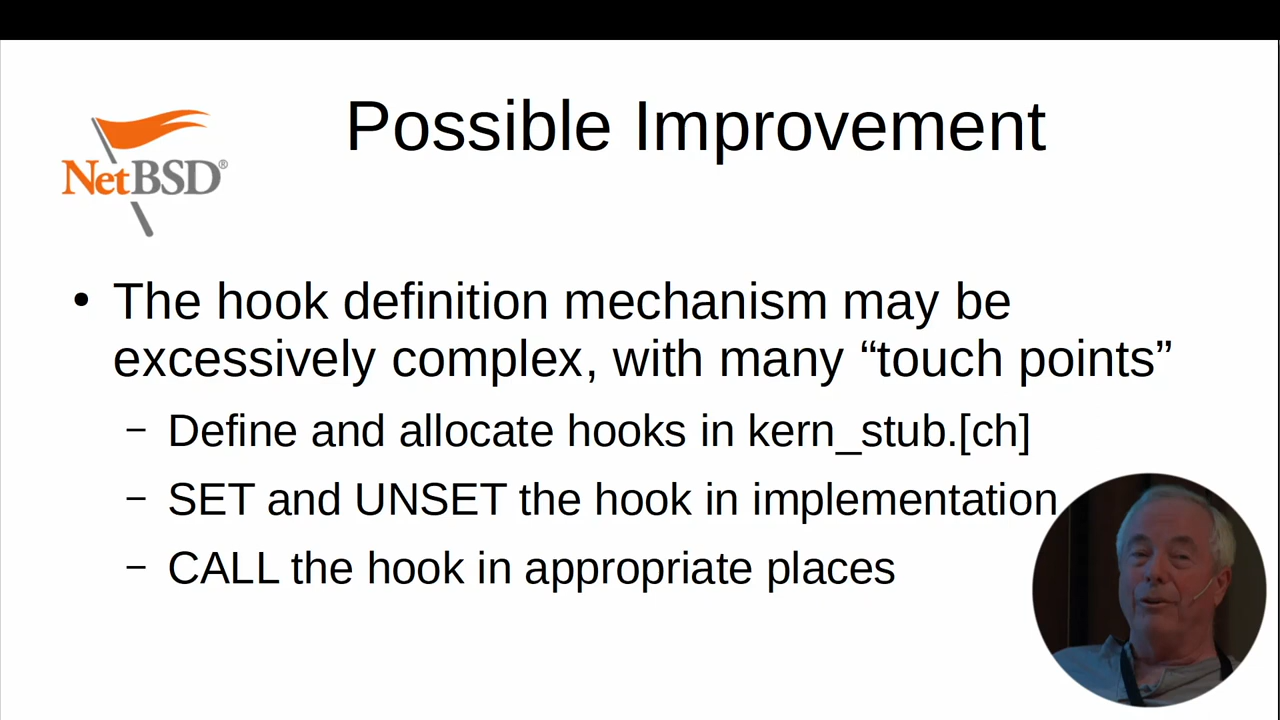 Possible Improvement
NetBSD®
• The hook definition mechanism may be
excessively complex, with many “touch points”
– Define and allocate hooks in kern_stub.[ch]
– SET and UNSET the hook in implementation
– CALL the hook in appropriate places